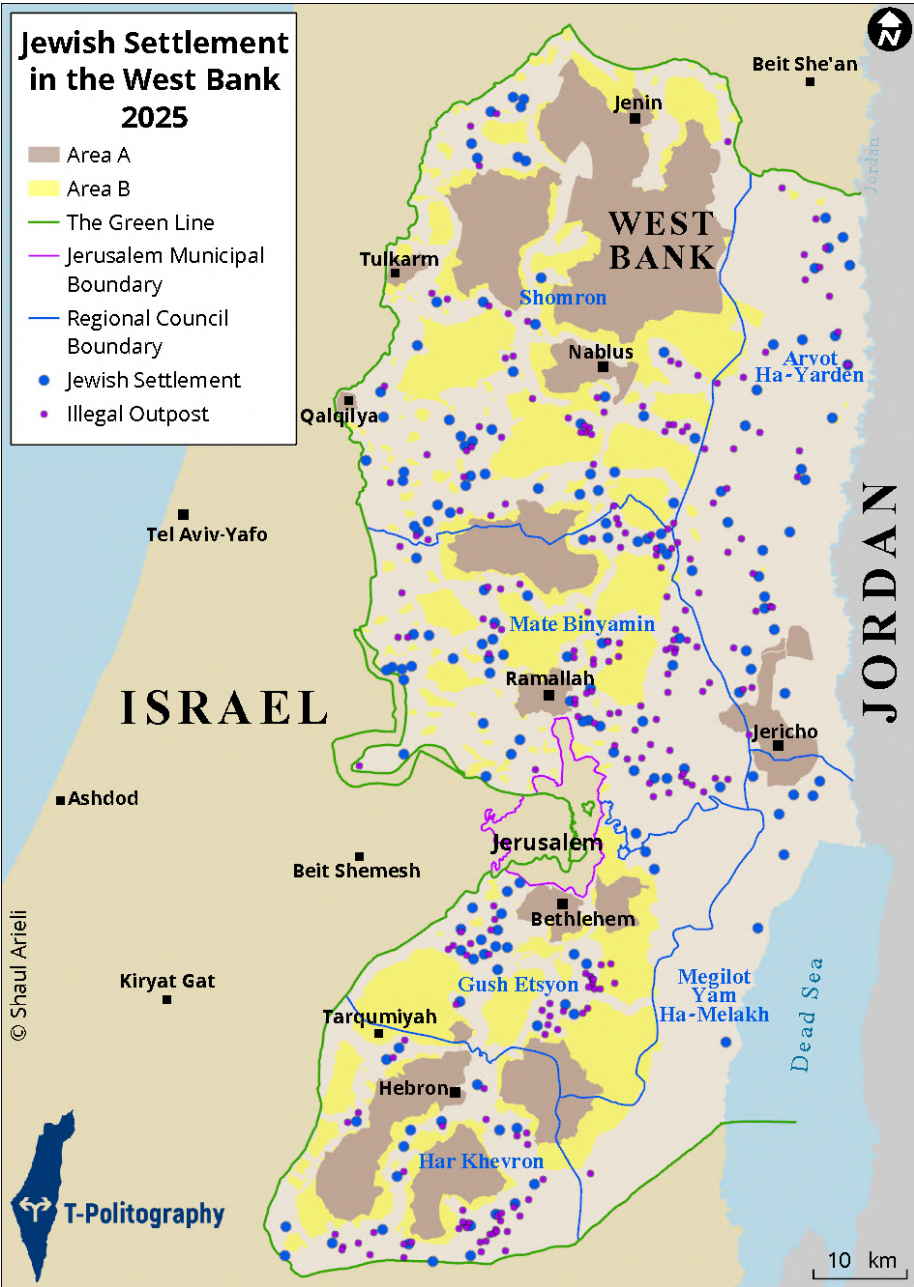 Jewish Settlement
in the West Bank
2025
Area A
Area B
The Green Line
Jerusalem Municipal
Boundary
Regional Council
Boundary
Jewish Settlement
Illegal Outpost
N
Beit She'an
Jenin
Jordan
WEST
BANK
Tulkarm
Shomron
Nablus
Arvot
Ha-Yarden
Qalqilya
Tel Aviv-Yafo
JORDAN
Mate Binyamin
Ramallah
ISRAEL
Jericho
Ashdod
Jerusalem
Beit Shemesh
Bethlehem
© Shaul Arieli
Kiryat Gat
Gush Etsyon
Megilot
Yam
Ha-Melakh
Dead Sea
Tarqumiyah
Hebron
Har Khevron
T-Politography
10 km